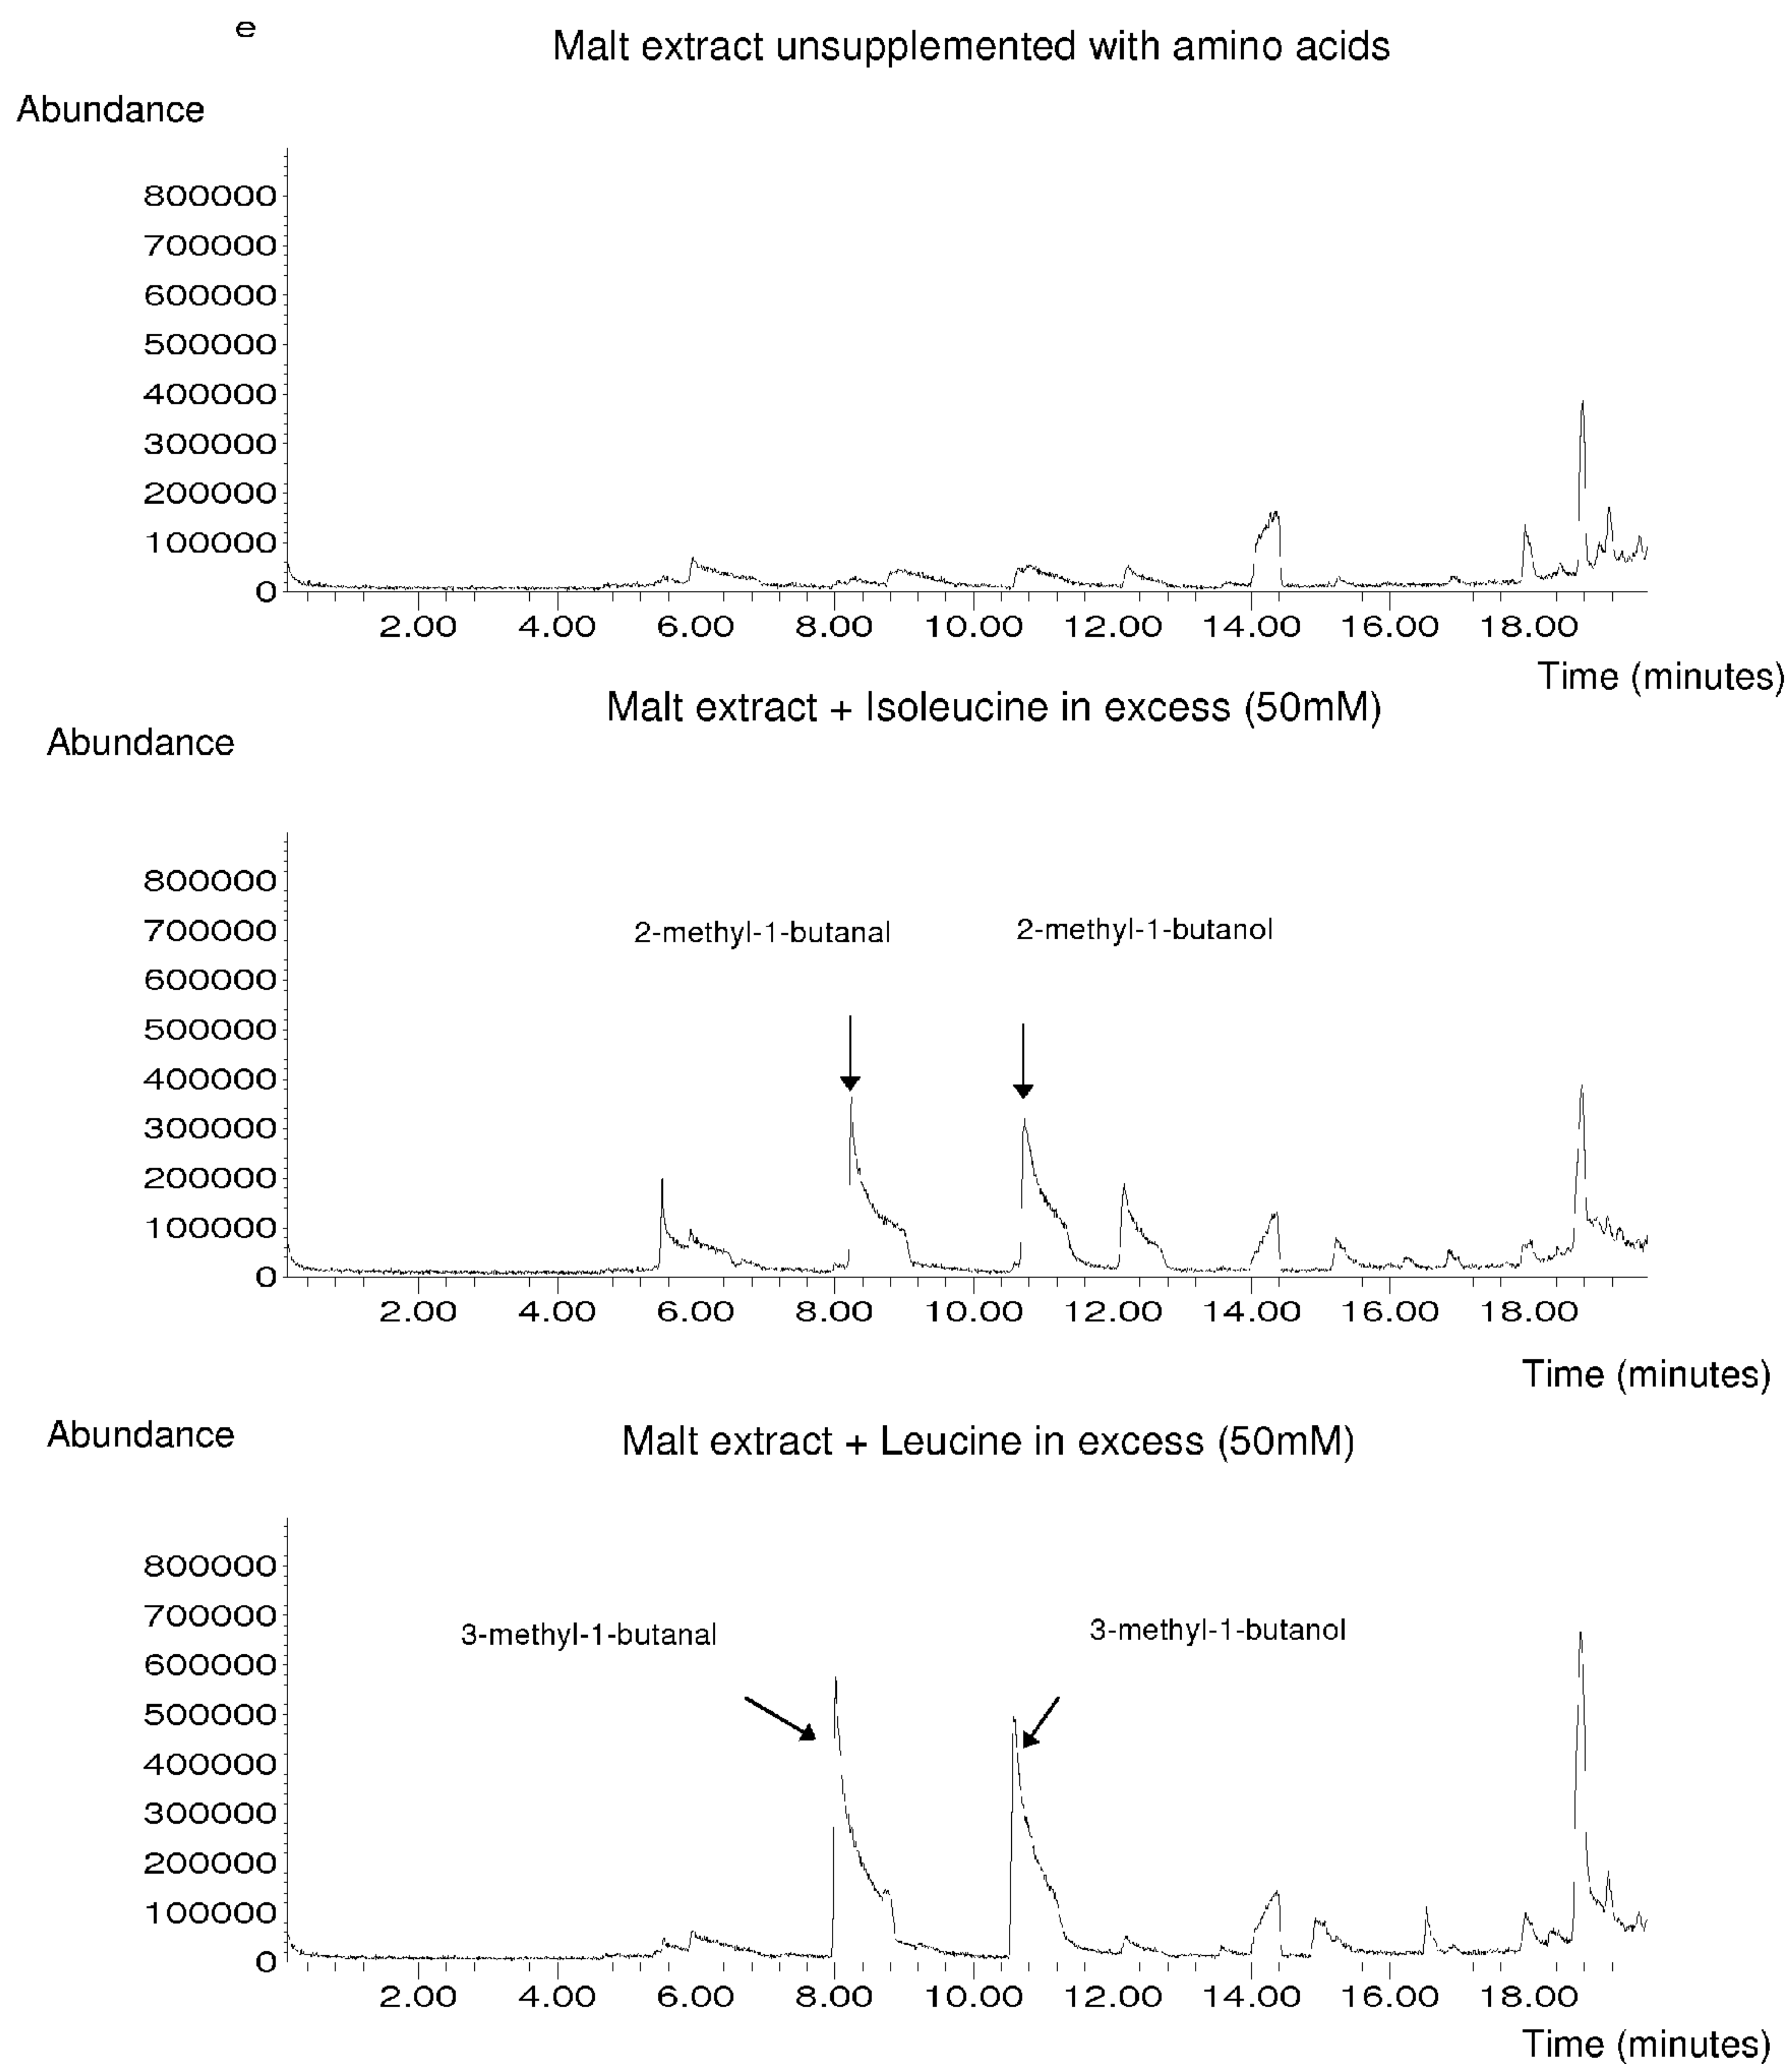 e
Malt extract unsupplemented with amino acids
Abundance
800000
700000
600000
500000
400000
300000
200000
100000
0
2.00 4.00 6.00 8.00 10.00 12.00 14.00 16.00 18.00
Time (minutes)
Malt extract + Isoleucine in excess (50mM)
Abundance
800000
700000
2-methyl-1-butanal 2-methyl-1-butanol
600000
500000
400000
300000
200000
100000
0
2.00 4.00 6.00 8.00 10.00 12.00 14.00 16.00 18.00
Time (minutes)
Abundance
Malt extract + Leucine in excess (50mM)
800000
700000
3-methyl-1-butanal 3-methyl-1-butanol
600000
500000
400000
300000
200000
100000
0
2.00 4.00 6.00 8.00 10.00 12.00 14.00 16.00 18.00
Time (minutes)